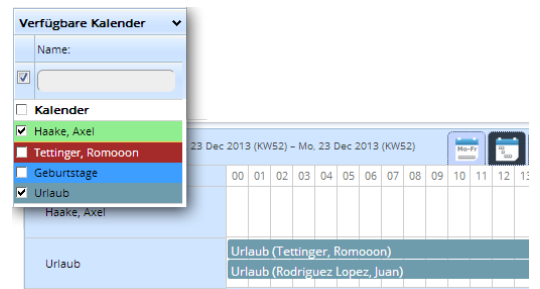 Verfügbare Kalender
Name:
Kalender
Haake, Axel
Tettinger, Romooon
Geburtstage
Urlaub
23 Dec 2013 (KW52) – Mo, 23 Dec 2013 (KW52)
Mo-Fr
00 01 02 03 04 05 06 07 08 09 10 11 12 13
Haake, Axel
Urlaub
Urlaub (Tettinger, Romooon)
Urlaub (Rodriguez Lopez, Juan)